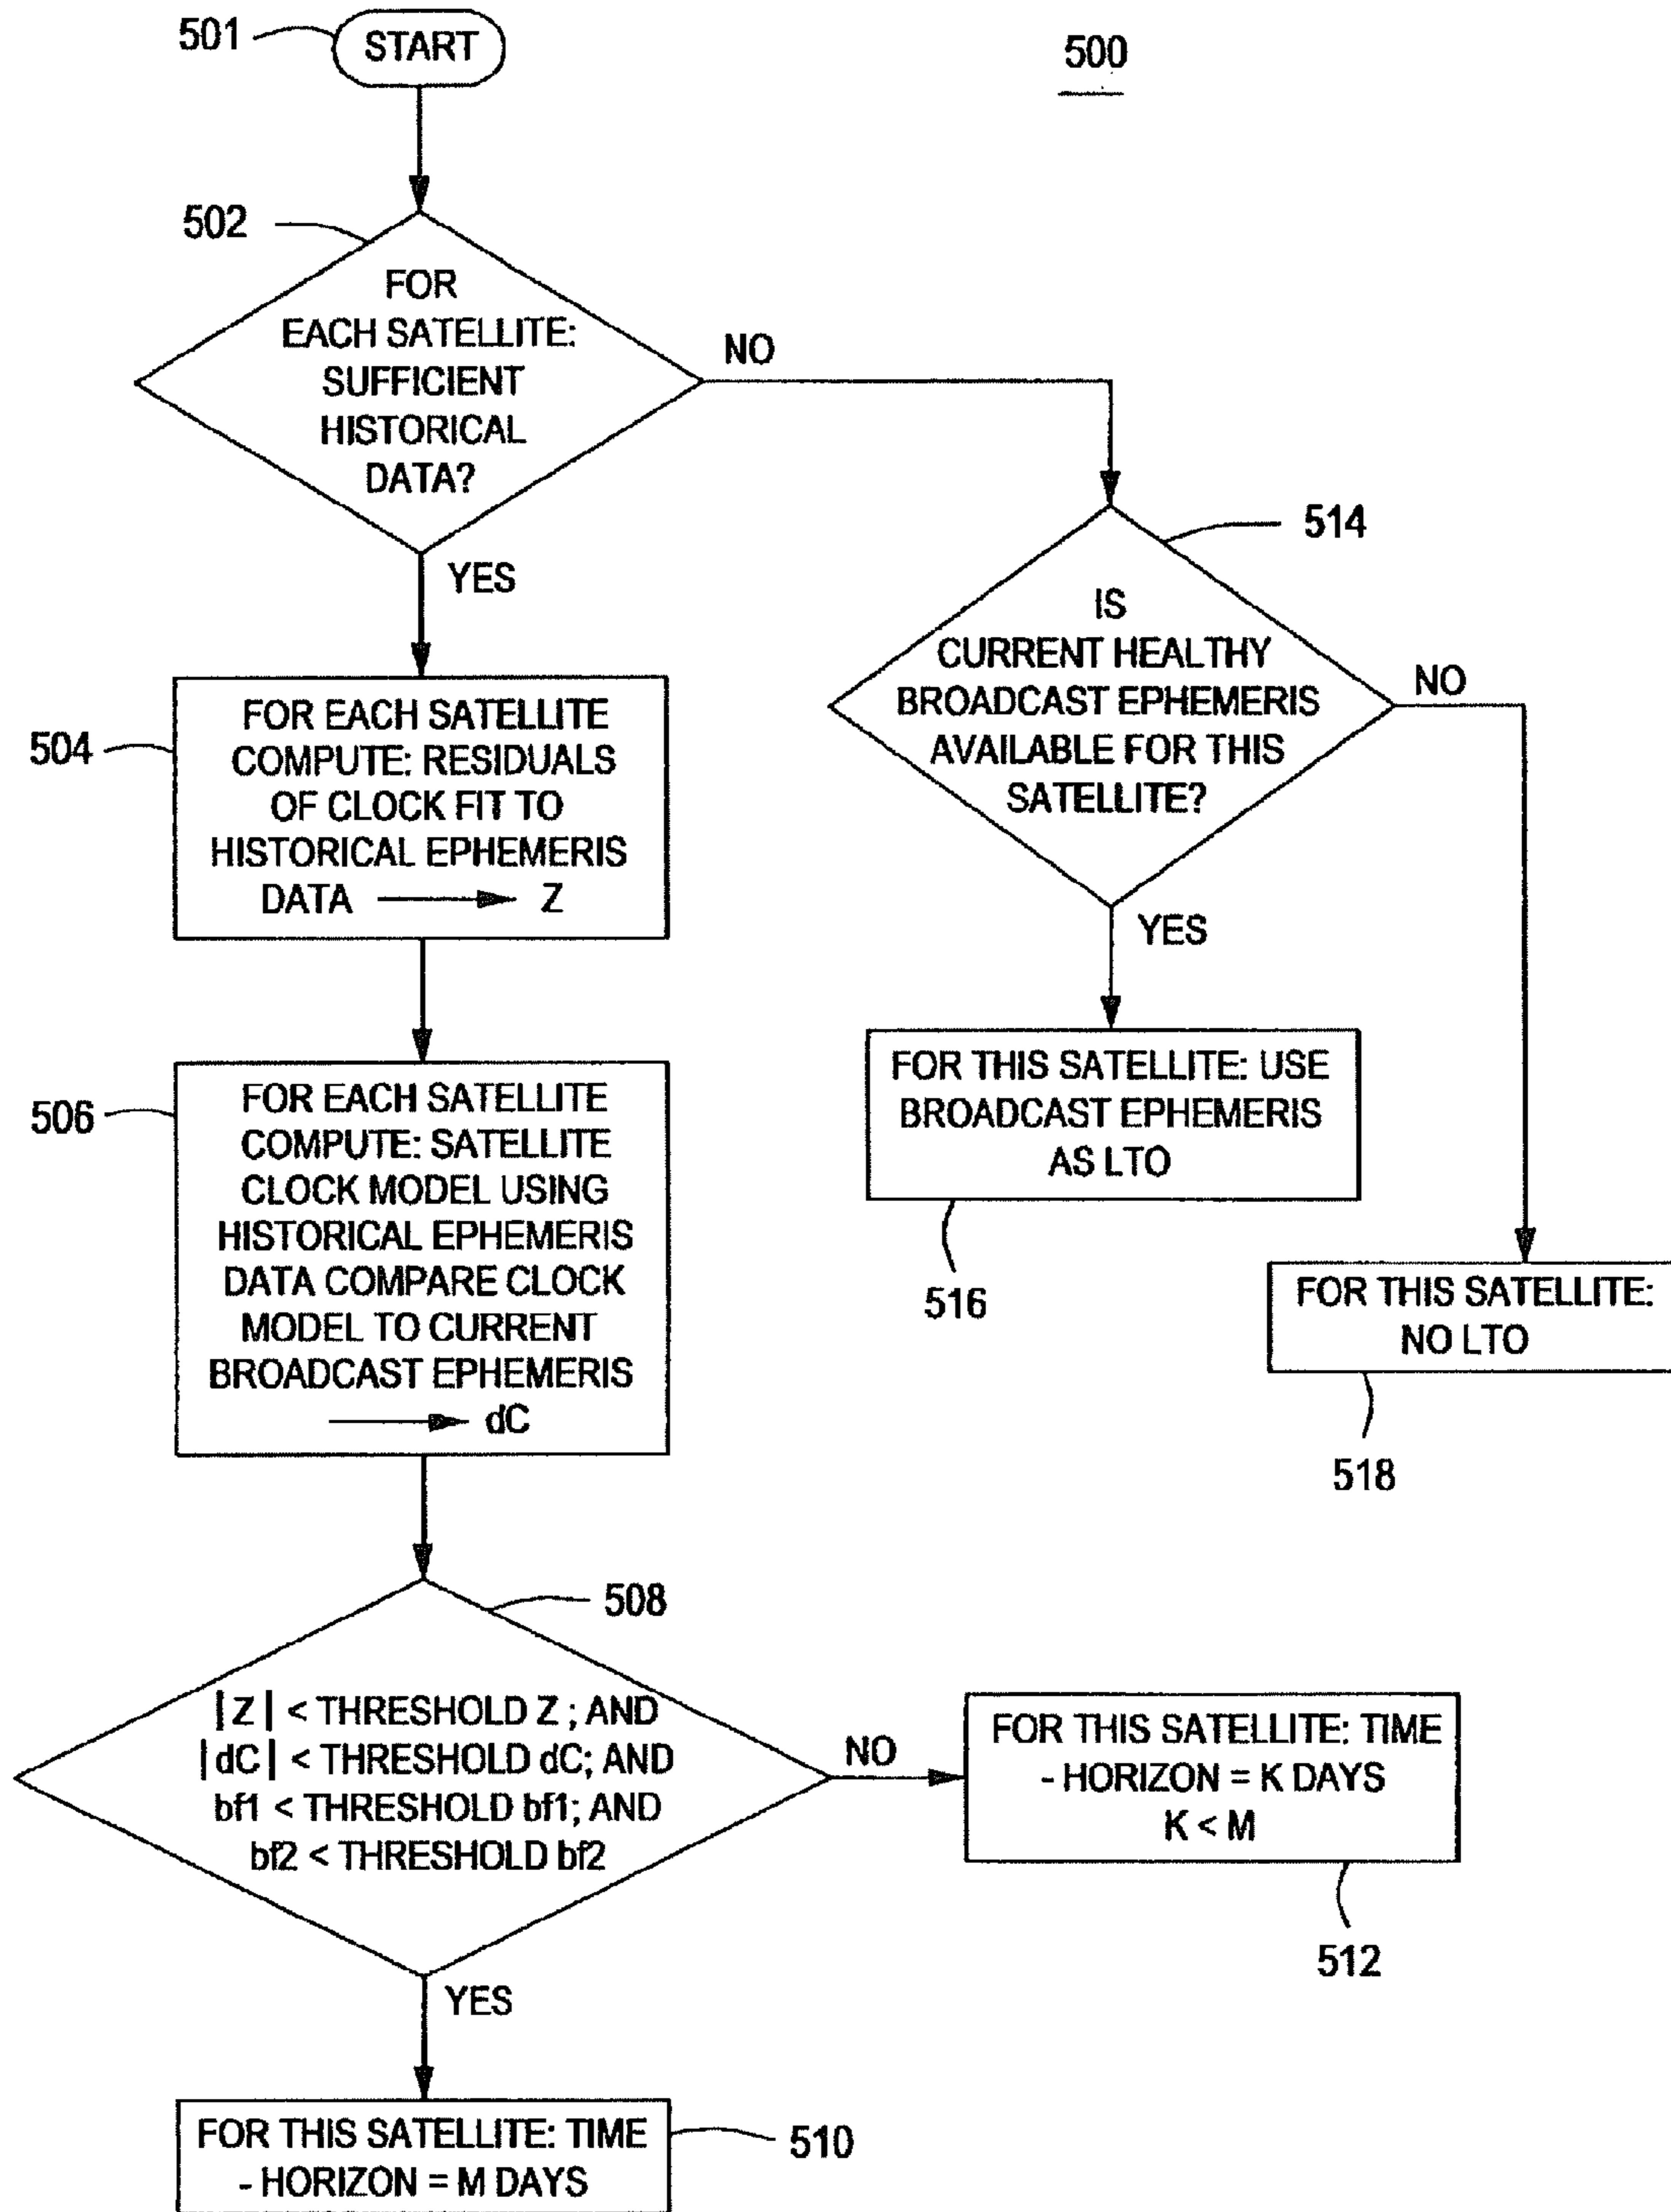 501
START
500
502
FOR
EACH SATELLITE:
SUFFICIENT
HISTORICAL
DATA?
NO
YES
514
IS
CURRENT HEALTHY
BROADCAST EPHEMERIS
AVAILABLE FOR THIS
SATELLITE?
NO
YES
504
FOR EACH SATELLITE
COMPUTE: RESIDUALS
OF CLOCK FIT TO
HISTORICAL EPHEMERIS
DATA → Z
506
FOR EACH SATELLITE
COMPUTE: SATELLITE
CLOCK MODEL USING
HISTORICAL EPHEMERIS
DATA COMPARE CLOCK
MODEL TO CURRENT
BROADCAST EPHEMERIS
→ dC
FOR THIS SATELLITE: USE
BROADCAST EPHEMERIS
AS LTO
516
FOR THIS SATELLITE:
NO LTO
518
508
|Z| < THRESHOLD Z ; AND
|dC| < THRESHOLD dC; AND
bf1 < THRESHOLD bf1; AND
bf2 < THRESHOLD bf2
NO
YES
FOR THIS SATELLITE: TIME
- HORIZON = K DAYS
K < M
512
FOR THIS SATELLITE: TIME
- HORIZON = M DAYS
510